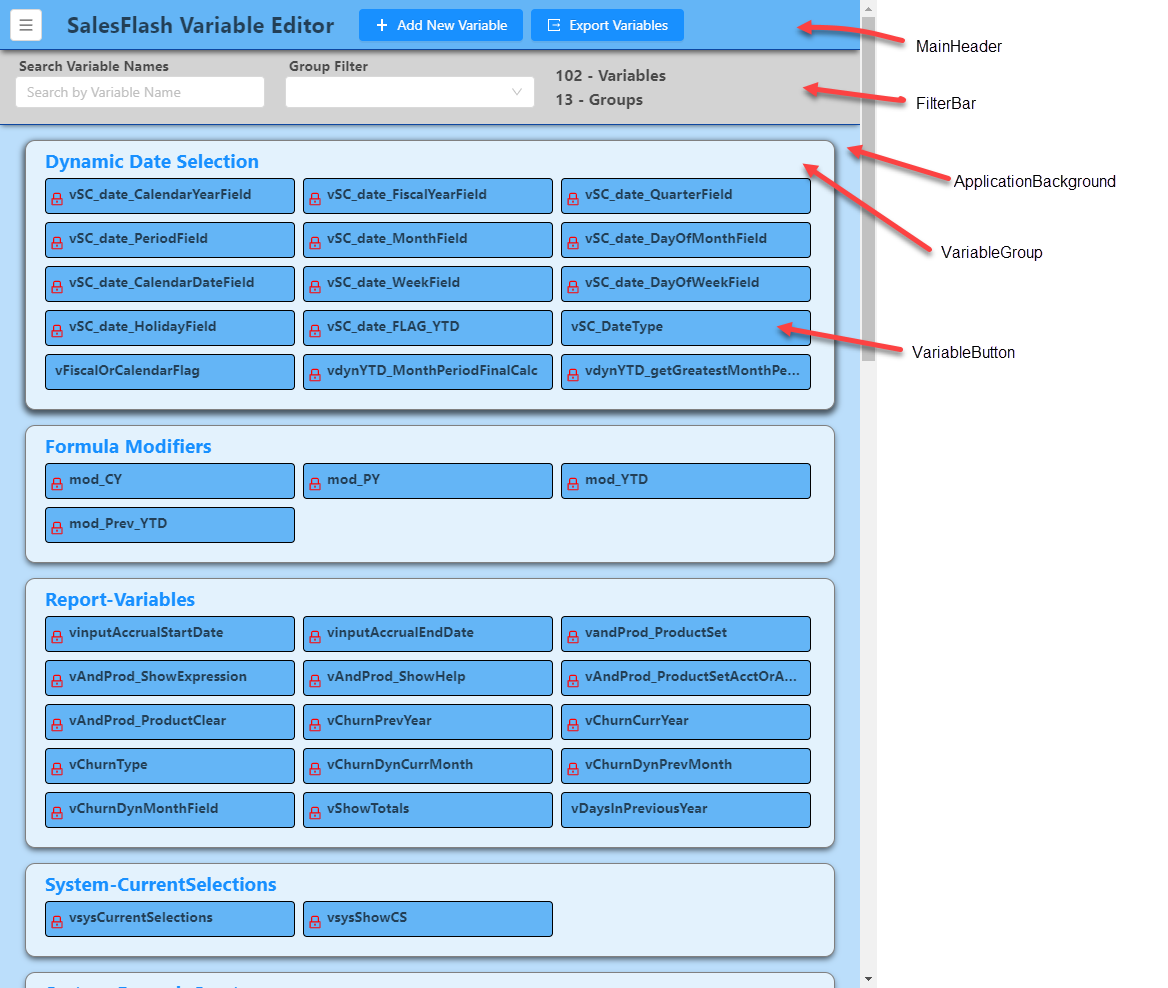 SalesFlash Variable Editor
Add New Variable
Export Variables
MainHeader
Search Variable Names
Group Filter
Search by Variable Name
102 - Variables
13 - Groups
FilterBar
ApplicationBackground
VariableGroup
VariableButton
Dynamic Date Selection
vSC_date_CalendarYearField
vSC_date_FiscalYearField
vSC_date_QuarterField
vSC_date_PeriodField
vSC_date_MonthField
vSC_date_DayOfMonthField
vSC_date_CalendarDateField
vSC_date_WeekField
vSC_date_DayOfWeekField
vSC_date_HolidayField
vSC_date_FLAG_YTD
vSC_DateType
vFiscalOrCalendarFlag
vdynYTD_MonthPeriodFinalCalc
vdynYTD_getGreatestMonthPe...
Formula Modifiers
mod_CY
mod_PY
mod_YTD
mod_Prev_YTD
Report-Variables
vinputAccrualStartDate
vinputAccrualEndDate
vandProd_ProductSet
vAndProd_ShowExpression
vAndProd_ShowHelp
vAndProd_ProductSetAcctOrA...
vAndProd_ProductClear
vChurnPrevYear
vChurnCurrYear
vChurnType
vChurnDynCurrMonth
vChurnDynPrevMonth
vChurnDynMonthField
vShowTotals
vDaysInPreviousYear
System-CurrentSelections
vsysCurrentSelections
vsysShowCS